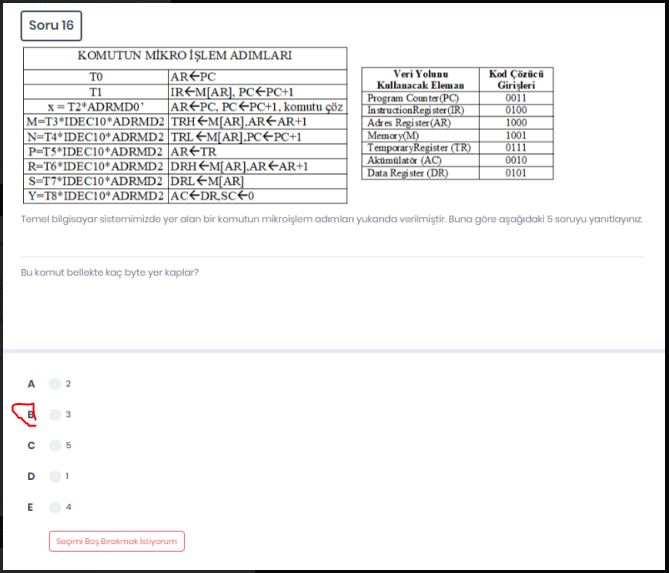 Soru 16
KOMUTUN MİKRO İŞLEM ADIMLARI
T0 AR←PC
T1 IR←M[AR], PC←PC+1
x = T2*ADRMD0' AR←PC, PC←PC+1, komutu çöz
M=T3*IDEC10*ADRMD2 TRH←M[AR],AR←AR+1
N=T4*IDEC10*ADRMD2 TRL←M[AR],PC←PC+1
P=T5*IDEC10*ADRMD2 AR←TR
R=T6*IDEC10*ADRMD2 DRH←M[AR],AR←AR+1
S=T7*IDEC10*ADRMD2 DRL←M[AR]
Y=T8*IDEC10*ADRMD2 AC←DR,SC←0
Veri Yolunu Kod Çözücü
Kullanacak Eleman Girişleri
Program Counter(PC) 0011
InstructionRegister(IR) 0100
Adres Register(AR) 1000
Memory(M) 1001
TemporaryRegister (TR) 0111
Akümülatör (AC) 0010
Data Register (DR) 0101
Temel bilgisayar sistemimizde yer alan bir komutun mikroişlem adımları yukarıda verilmiştir. Buna göre aşağıdaki 5 soruyu yanıtlayınız.
Bu komut bellekte kaç byte yer kaplar?
A 2
B 3
C 5
D 1
E 4
Seçimi Boş Bırakmak İstiyorum